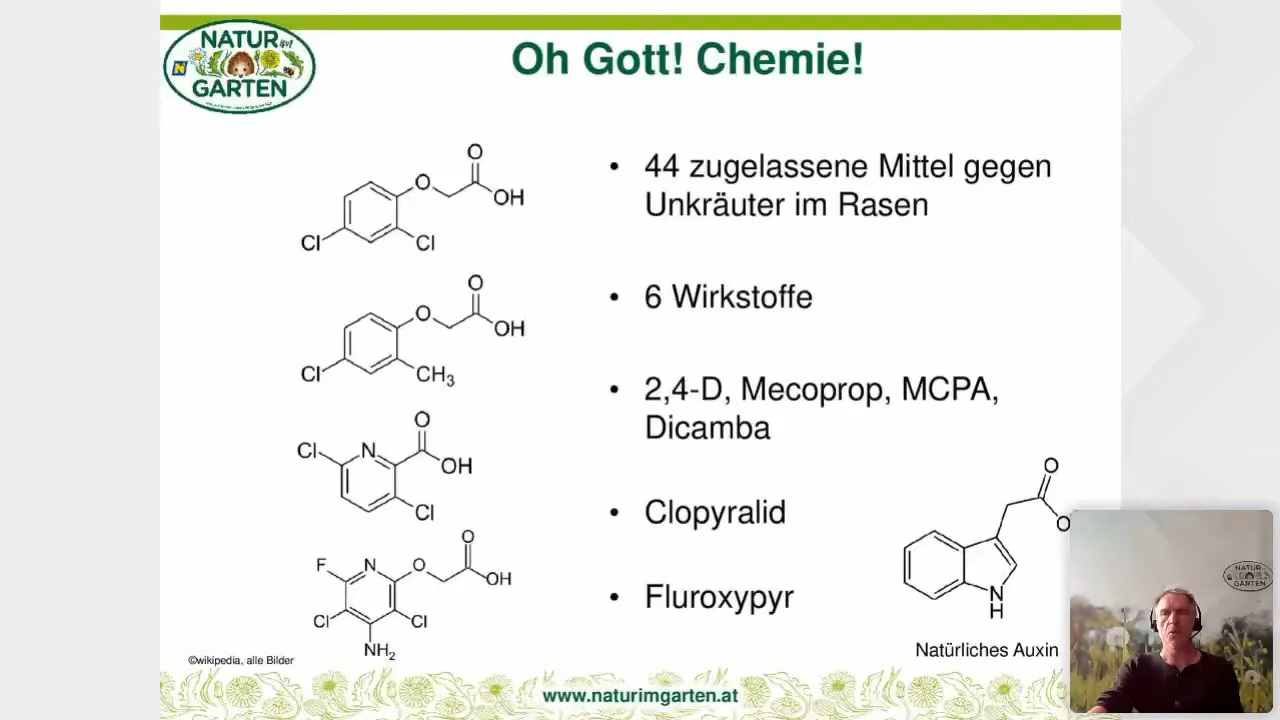 NATUR im
GARTEN
Oh Gott! Chemie!
O
O
OH
Cl
Cl
O
O
OH
Cl
CH3
O
Cl
N
OH
Cl
O
F
N
O
OH
Cl
Cl
NH2
©wikipedia, alle Bilder
• 44 zugelassene Mittel gegen
Unkräuter im Rasen
• 6 Wirkstoffe
• 2,4-D, Mecoprop, MCPA,
Dicamba
• Clopyralid
• Fluroxypyr
O
O
N
H
Natürliches Auxin
NATUR
GARTEN
www.naturimgarten.at